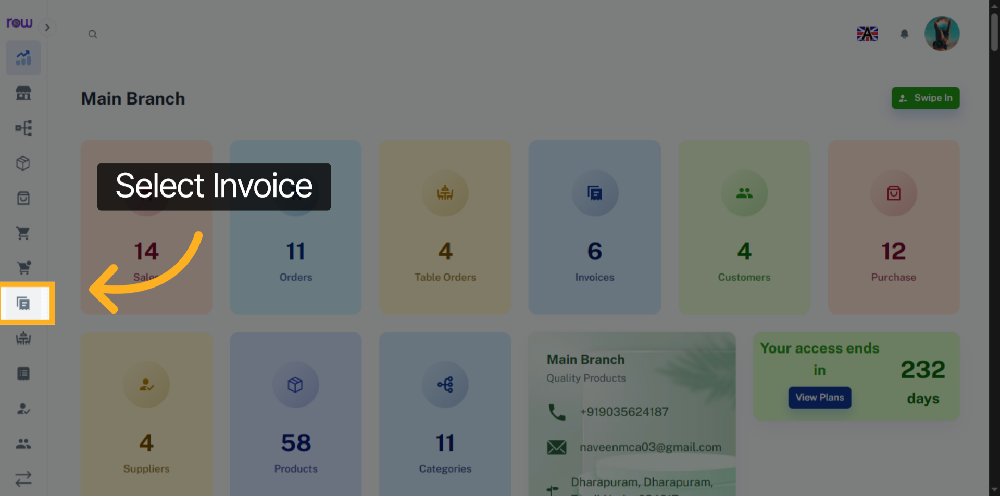 row
A
Main Branch
Swipe In
Select Invoice
14
Sales
11
Orders
4
Table Orders
6
Invoices
4
Customers
12
Purchase
4
Suppliers
58
Products
11
Categories
Main Branch
Quality Products
+919035624187
naveenmca03@gmail.com
Dharapuram, Dharapuram,
Your access ends
in
232
days
View Plans